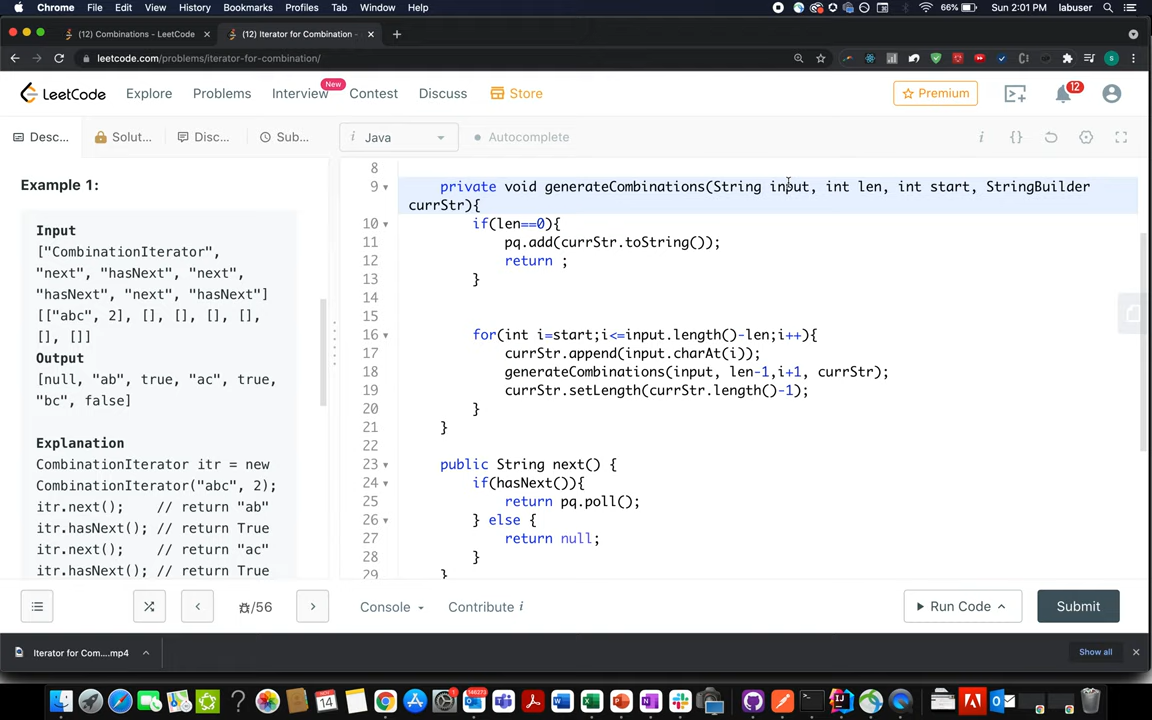 Chrome File Edit View History Bookmarks Profiles Tab Window Help 66% Sun 2:01 PM labuser
(12) Combinations - LeetCode (12) Iterator for Combination -
leetcode.com/problems/iterator-for-combination/
LeetCode Explore Problems Interview New Contest Discuss Store Premium 12
Desc... Solut... Disc... Sub... i Java Autocomplete
Example 1:
Input
["CombinationIterator",
"next", "hasNext", "next",
"hasNext", "next", "hasNext"]
[["abc", 2], [], [], [], [],
[], []]
Output
[null, "ab", true, "ac", true,
"bc", false]
Explanation
CombinationIterator itr = new
CombinationIterator("abc", 2);
itr.next();    // return "ab"
itr.hasNext(); // return True
itr.next();    // return "ac"
itr.hasNext(); // return True
8
9 private void generateCombinations(String input, int len, int start, StringBuilder
currStr){
10 if(len==0){
11 pq.add(currStr.toString());
12 return ;
13 }
14
15
16 for(int i=start;i<=input.length()-len;i++){
17 currStr.append(input.charAt(i));
18 generateCombinations(input, len-1,i+1, currStr);
19 currStr.setLength(currStr.length()-1);
20 }
21 }
22
23 public String next() {
24 if(hasNext()){
25 return pq.poll();
26 } else {
27 return null;
28 }
29 }
/56 Console Contribute i Run Code Submit
Iterator for Com....mp4 Show all
146273
14